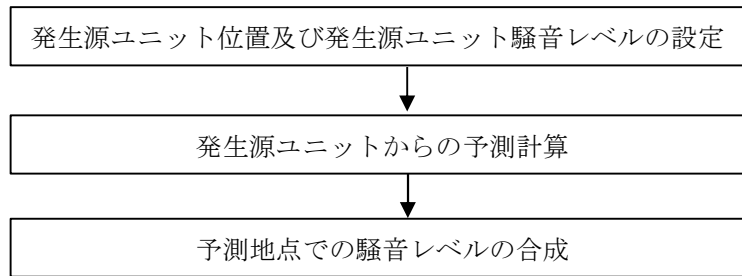 発生源ユニット位置及び発生源ユニット騒音レベルの設定
発生源ユニットからの予測計算
予測地点での騒音レベルの合成